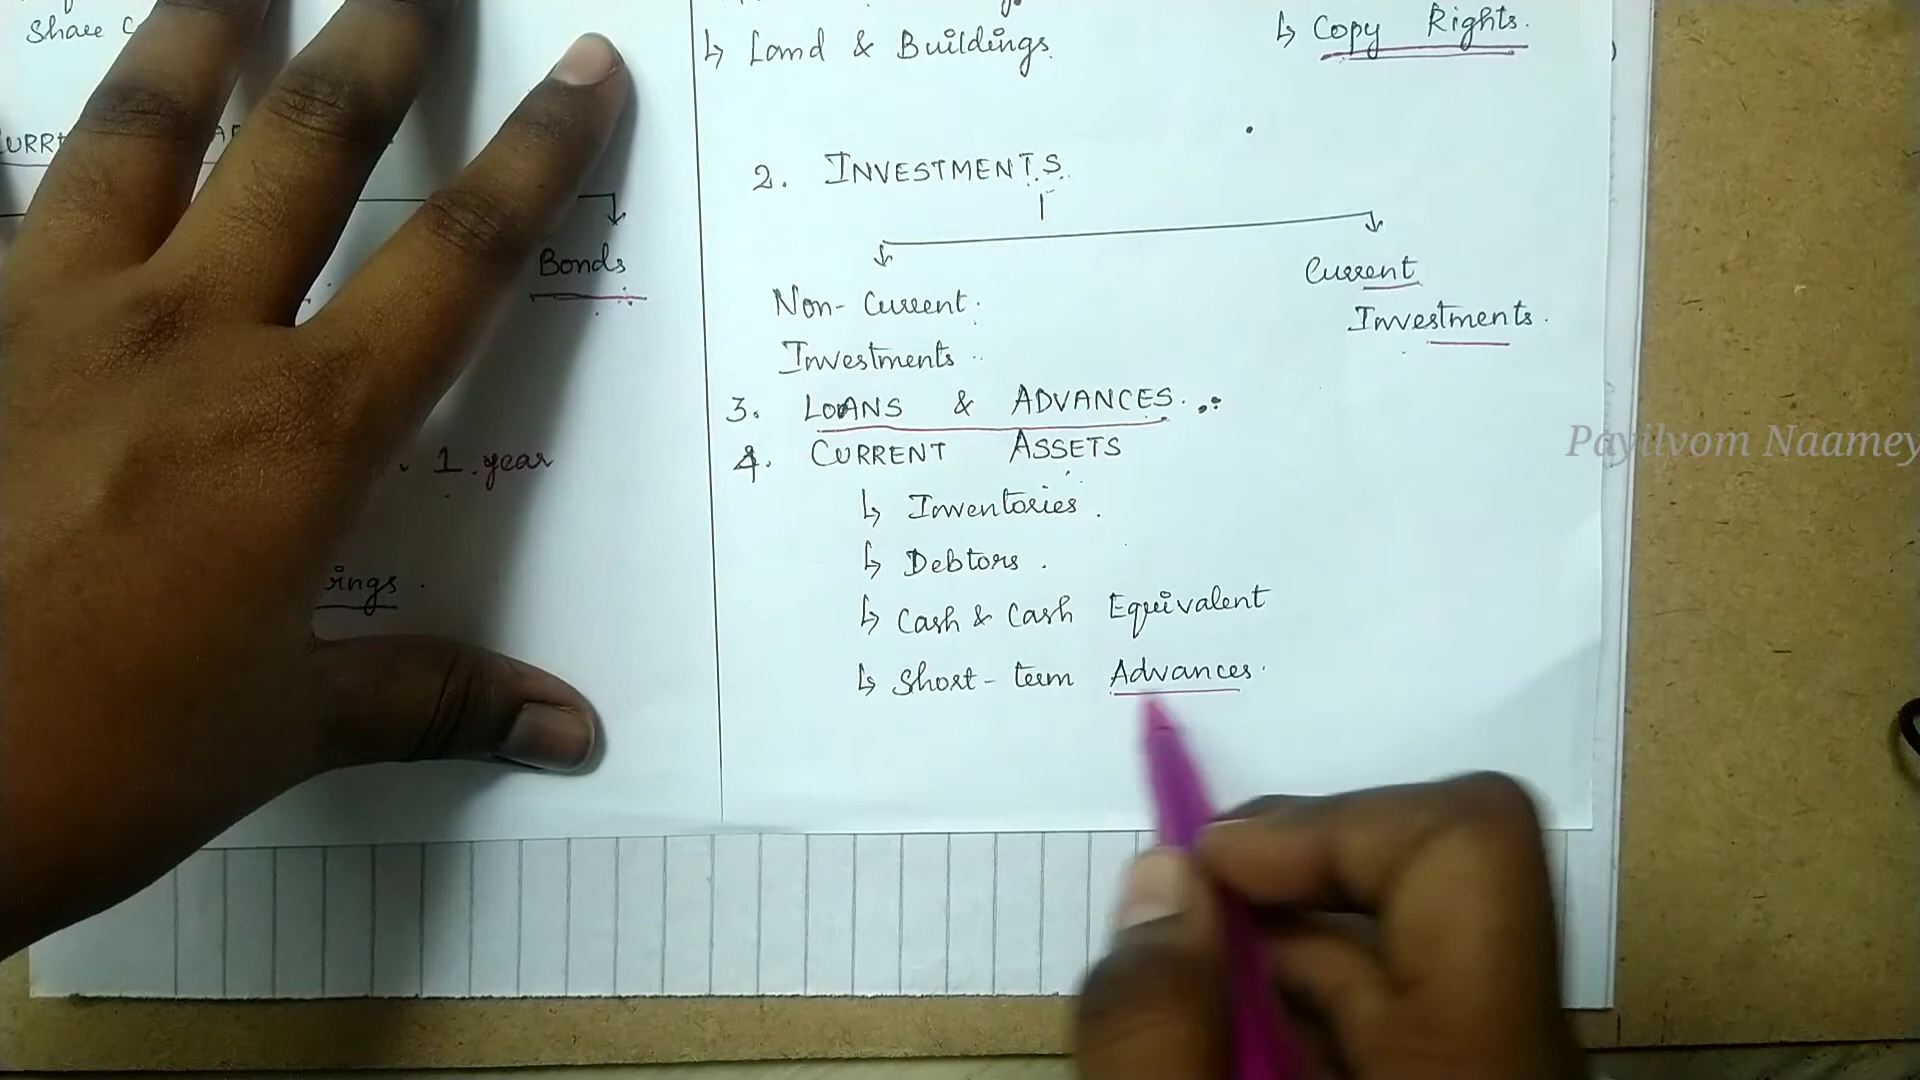 Share
Bonds
1 year
↳ Land & Buildings.
↳ Copy Rights.
2. INVESTMENTS
Non-Current
Investments
Current
Investments.
3. LOANS & ADVANCES.
4. CURRENT ASSETS
↳ Inventories.
↳ Debtors.
↳ Cash & Cash Equivalent
↳ Short-term Advances.
Payilvom Naamey